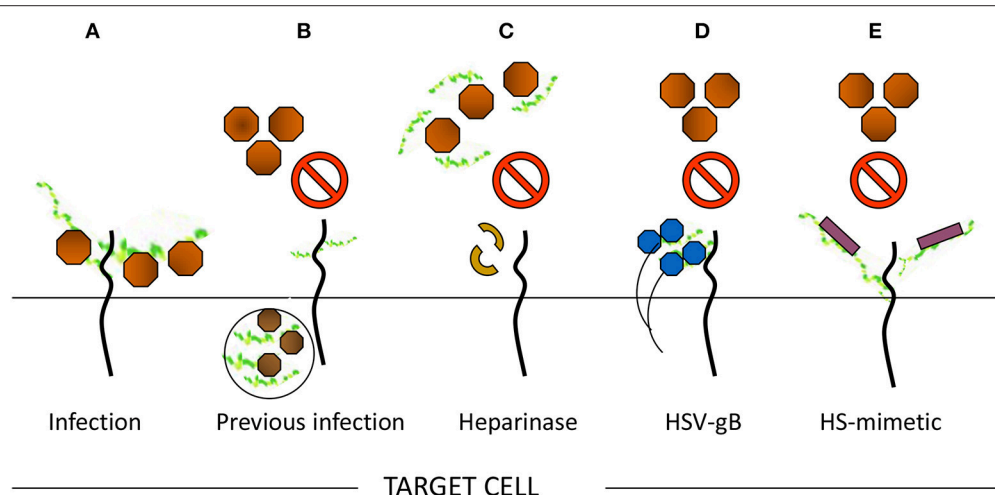 A B C D E
Infection Previous infection Heparinase HSV-gB HS-mimetic
TARGET CELL